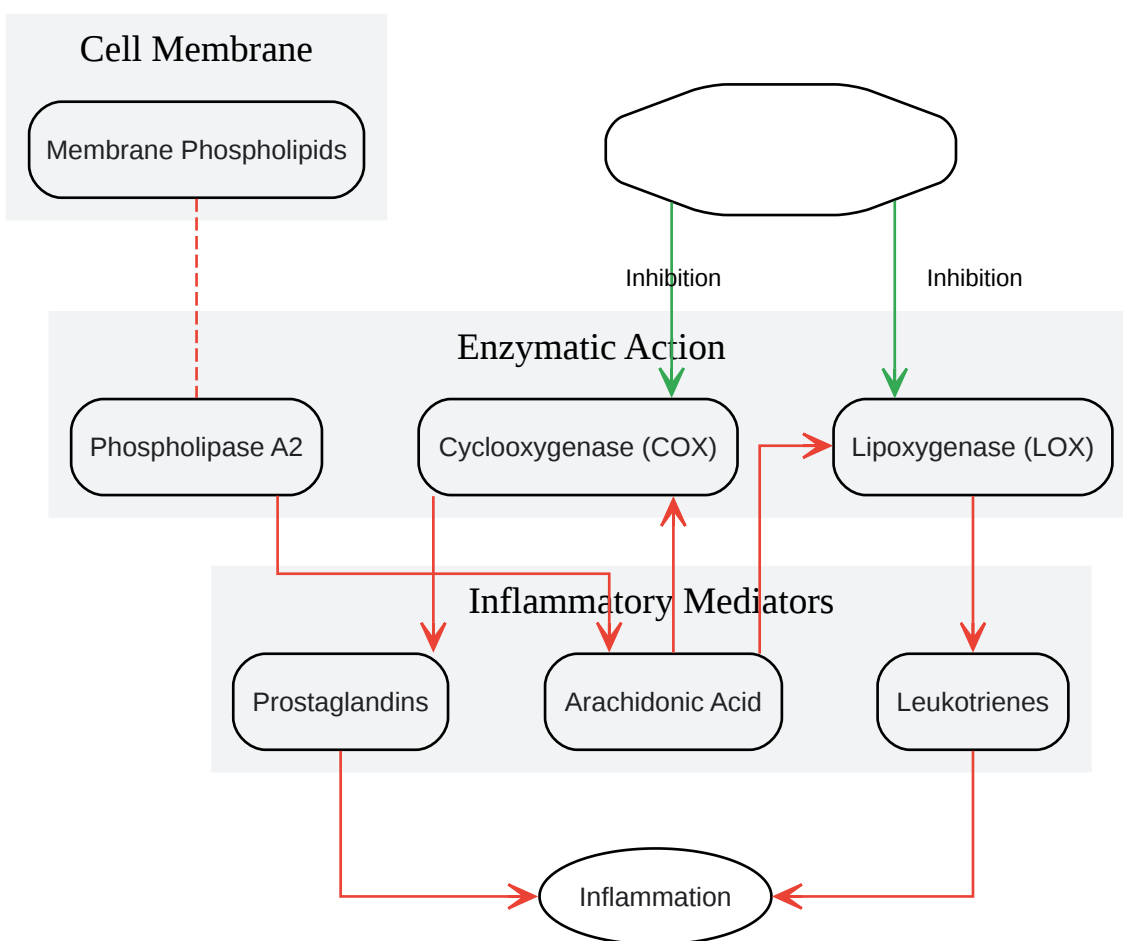 Cell Membrane
Membrane Phospholipids
Inhibition
Inhibition
Enzymatic Action
Phospholipase A2
Cyclooxygenase (COX)
Lipoxygenase (LOX)
Inflammatory Mediators
Prostaglandins
Arachidonic Acid
Leukotrienes
Inflammation